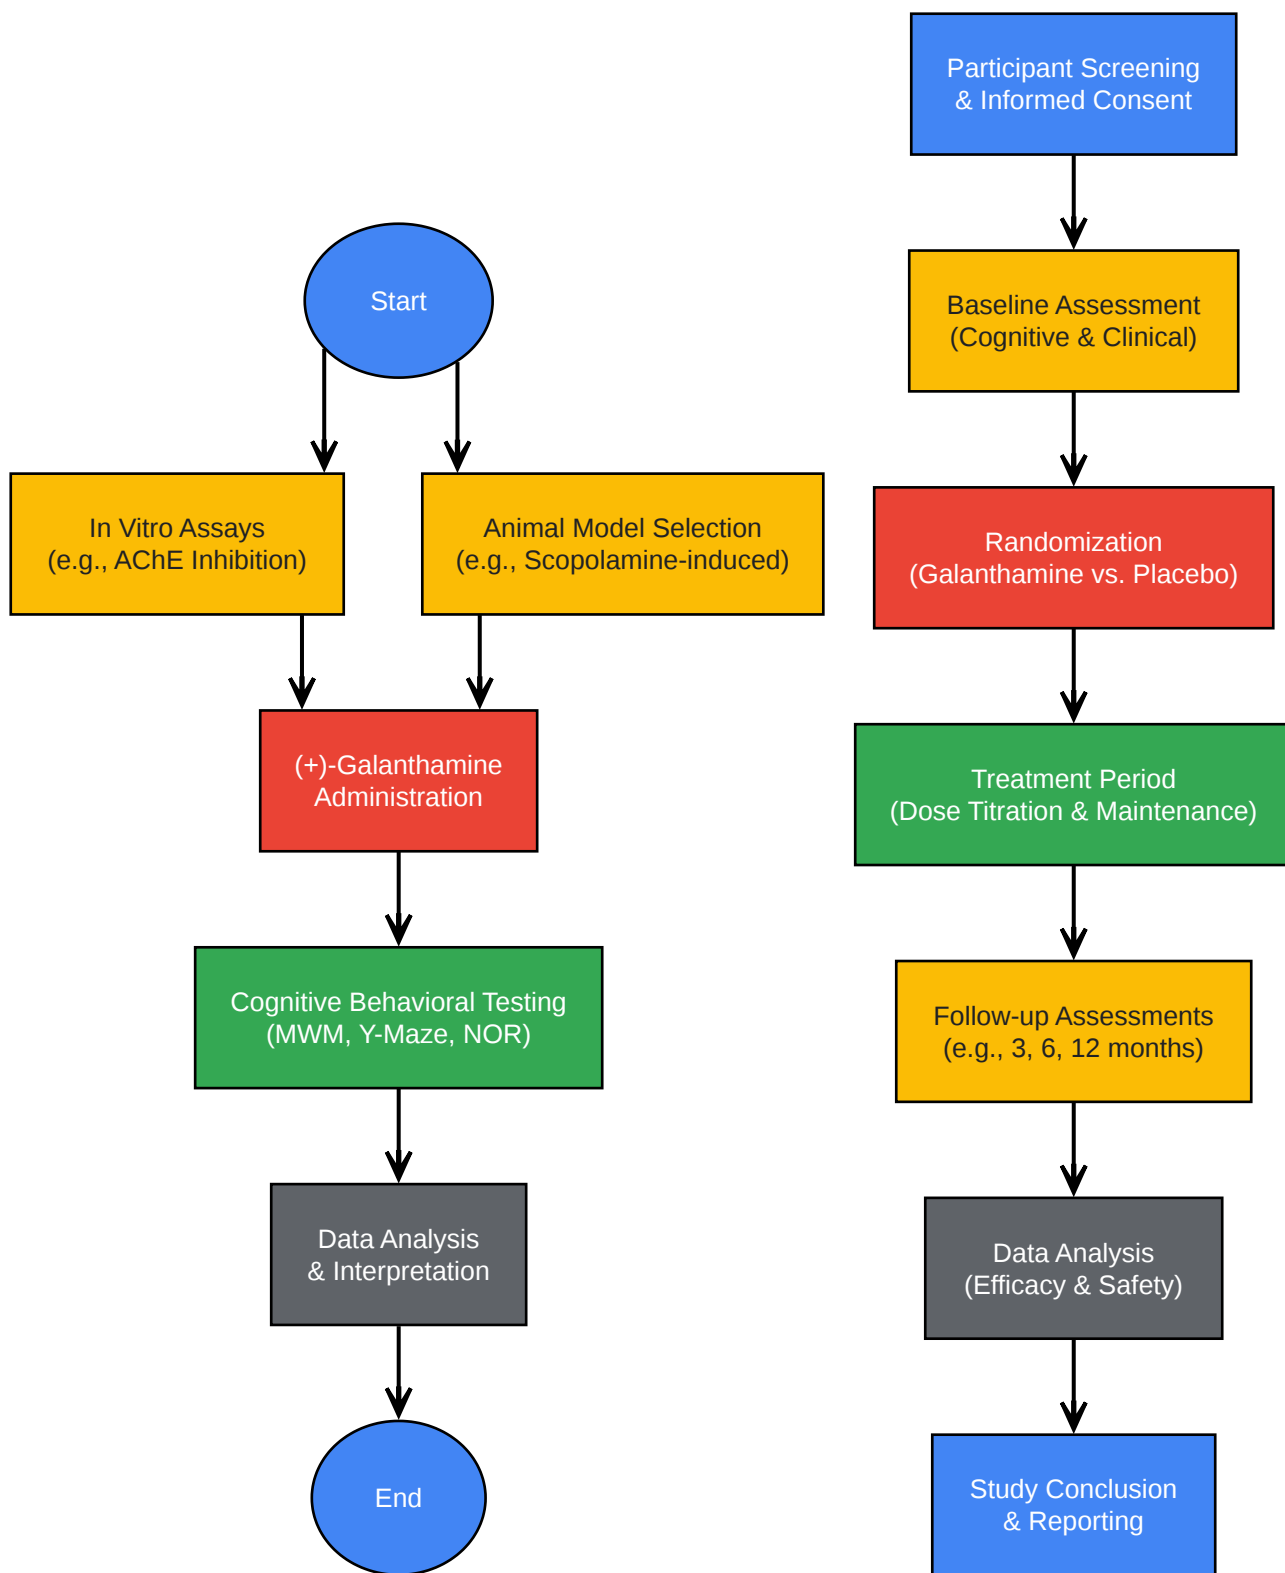 Start
In Vitro Assays
(e.g., AChE Inhibition)
Animal Model Selection
(e.g., Scopolamine-induced)
(+)-Galanthamine
Administration
Cognitive Behavioral Testing
(MWM, Y-Maze, NOR)
Data Analysis
& Interpretation
End
Participant Screening
& Informed Consent
Baseline Assessment
(Cognitive & Clinical)
Randomization
(Galanthamine vs. Placebo)
Treatment Period
(Dose Titration & Maintenance)
Follow-up Assessments
(e.g., 3, 6, 12 months)
Data Analysis
(Efficacy & Safety)
Study Conclusion
& Reporting